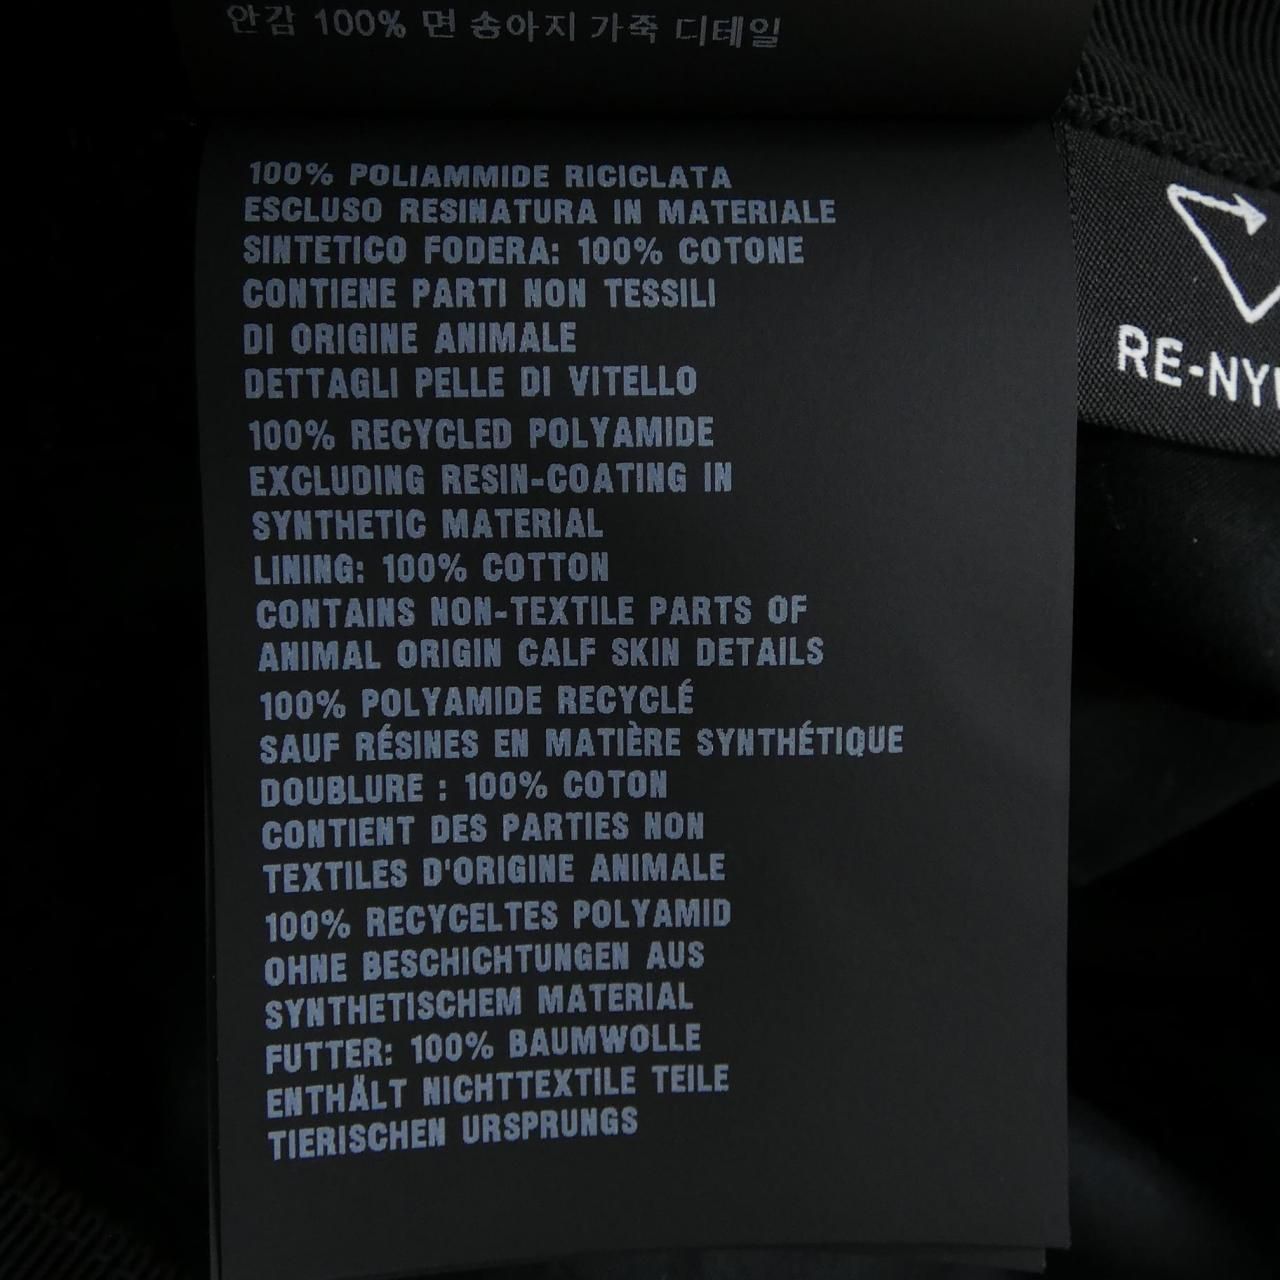 안감 100% 면 송아지 가죽 디테일
100% POLIAMMIDE RICICLATA
ESCLUSO RESINATURA IN MATERIALE
SINTETICO FODERA: 100% COTONE
CONTIENE PARTI NON TESSILI
DI ORIGINE ANIMALE
DETTAGLI PELLE DI VITELLO
100% RECYCLED POLYAMIDE
EXCLUDING RESIN-COATING IN
SYNTHETIC MATERIAL
LINING: 100% COTTON
CONTAINS NON-TEXTILE PARTS OF
ANIMAL ORIGIN CALF SKIN DETAILS
100% POLYAMIDE RECYCLÉ
SAUF RÉSINES EN MATIÈRE SYNTHÉTIQUE
DOUBLURE : 100% COTON
CONTIENT DES PARTIES NON
TEXTILES D'ORIGINE ANIMALE
100% RECYCELTES POLYAMID
OHNE BESCHICHTUNGEN AUS
SYNTHETISCHEM MATERIAL
FUTTER: 100% BAUMWOLLE
ENTHÄLT NICHTTEXTILE TEILE
TIERISCHEN URSPRUNGS
RE-NY